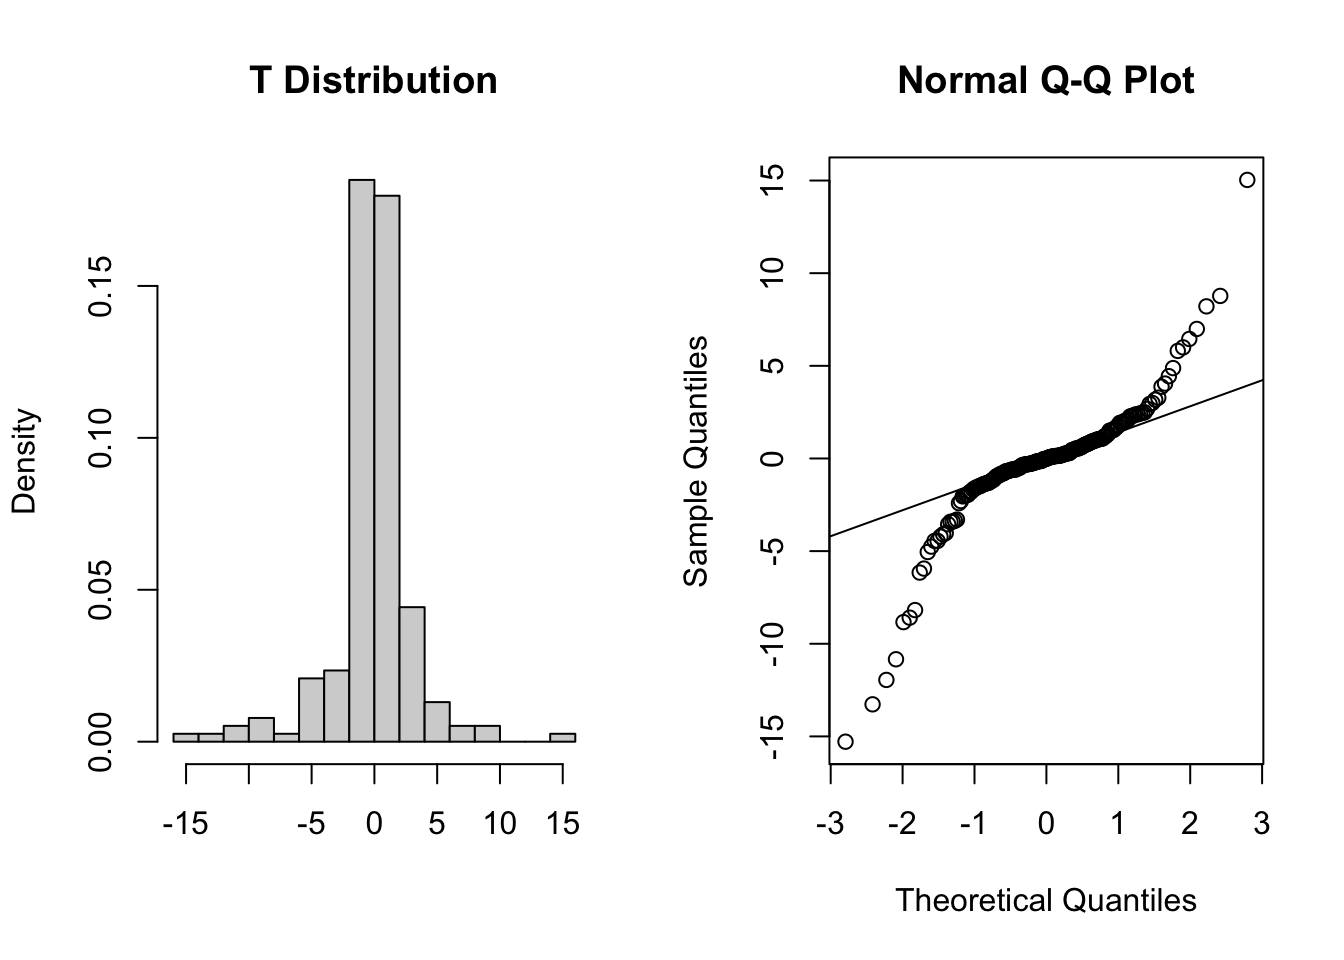 T Distribution
Density
0.00 0.05 0.10 0.15
-15 -5 0 5 10 15
Normal Q-Q Plot
Sample Quantiles
-15 -10 -5 0 5 10 15
-3 -2 -1 0 1 2 3
Theoretical Quantiles